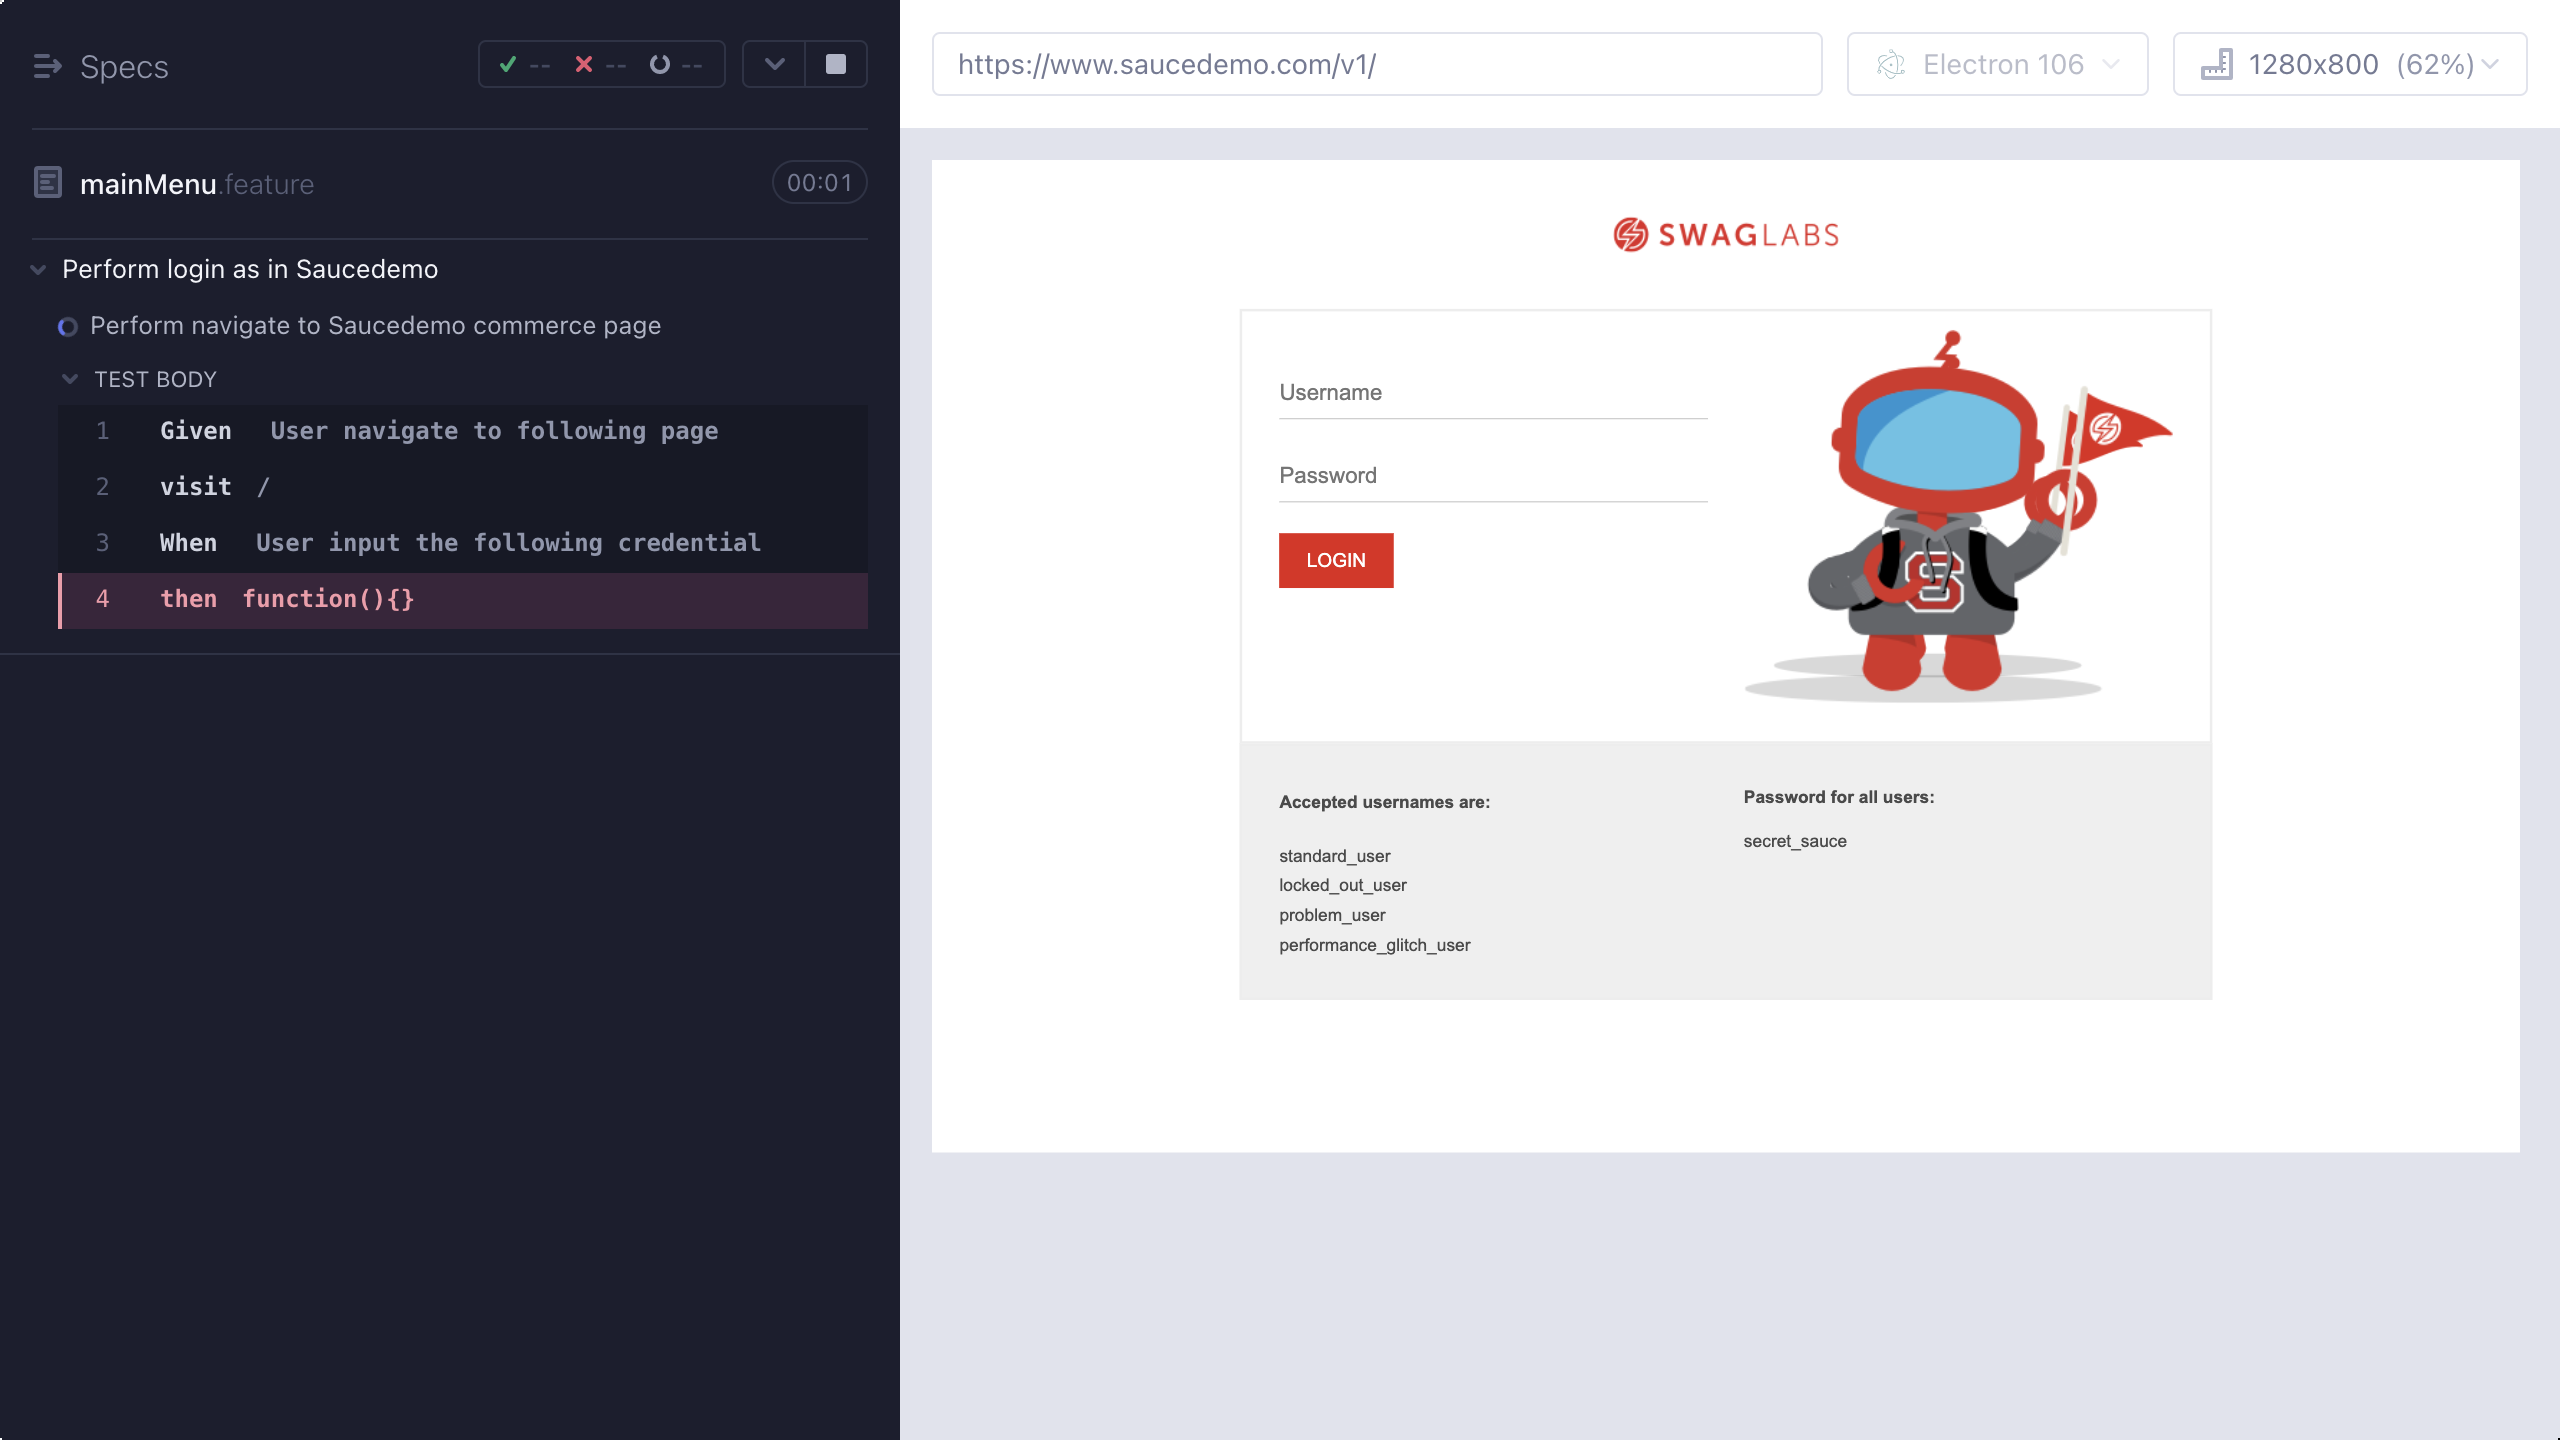 Specs
-- -- --
mainMenu.feature
00:01
Perform login as in Saucedemo
Perform navigate to Saucedemo commerce page
TEST BODY
1 Given User navigate to following page
2 visit /
3 When User input the following credential
4 then function(){}
https://www.saucedemo.com/v1/
Electron 106
1280x800 (62%)
SWAGLABS
Username
Password
LOGIN
S
Accepted usernames are:
standard_user
locked_out_user
problem_user
performance_glitch_user
Password for all users:
secret_sauce